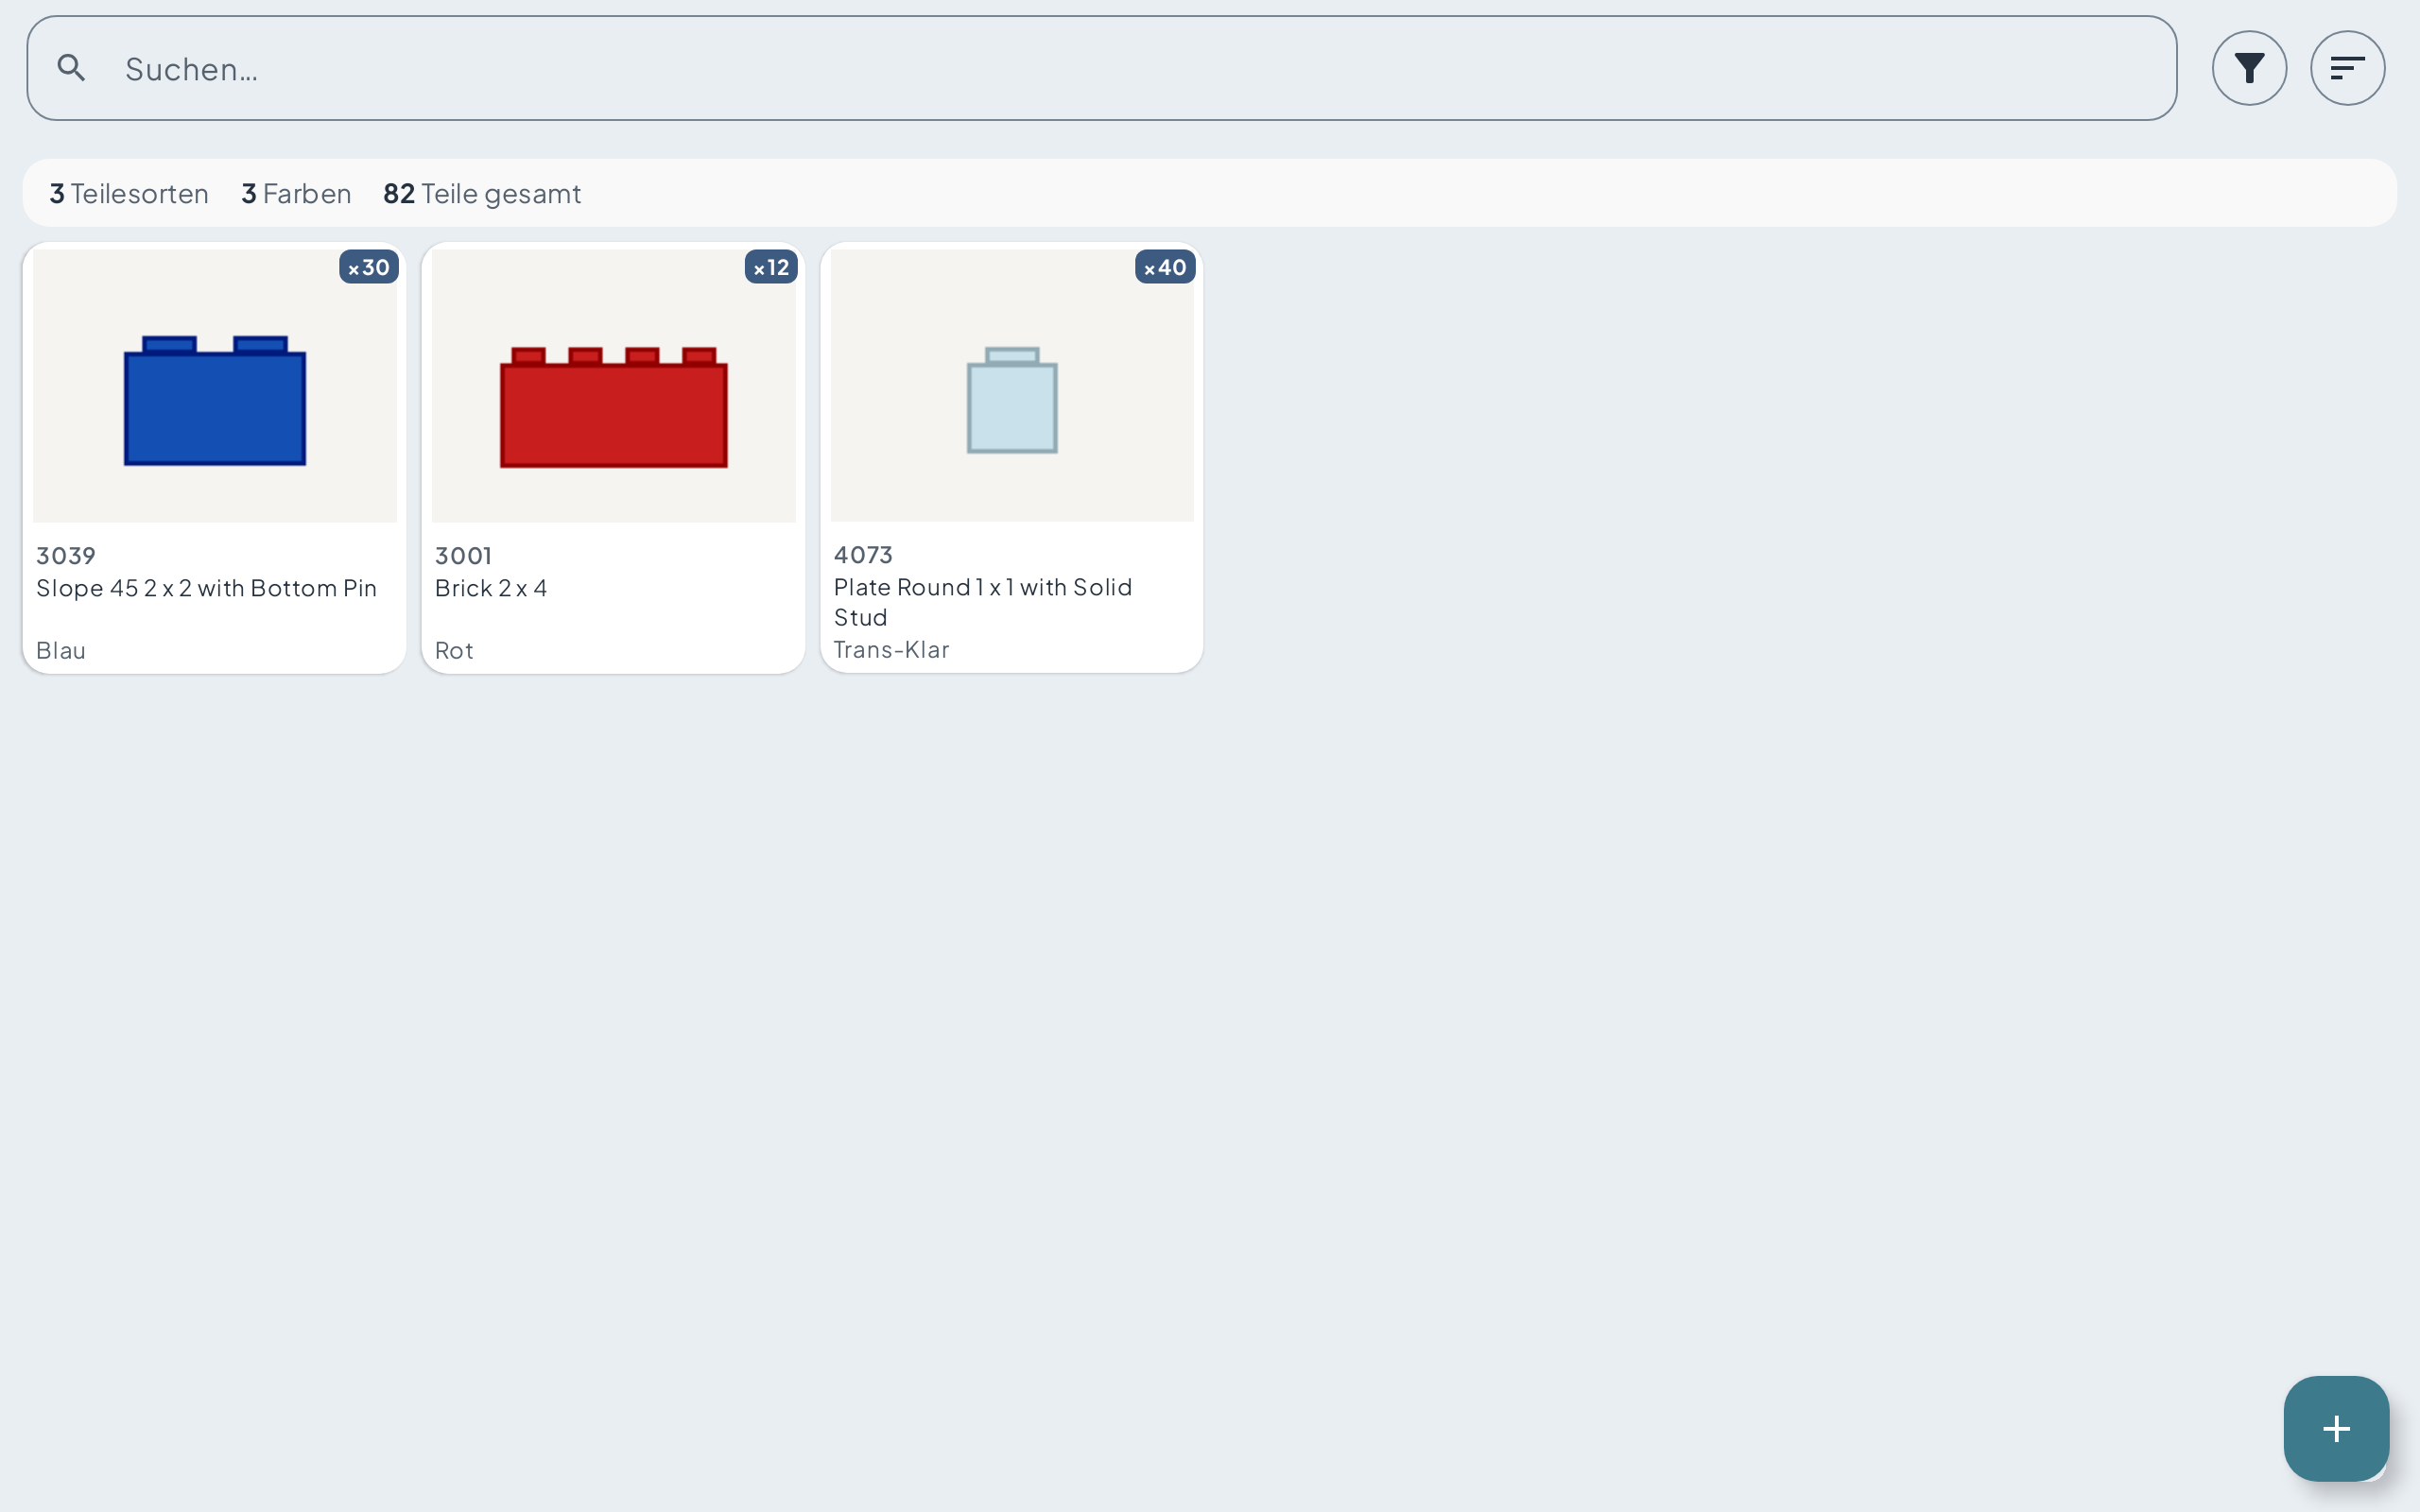 Suchen...
3 Teilesorten 3 Farben 82 Teile gesamt
×30
3039
Slope 45 2 x 2 with Bottom Pin
Blau
×12
3001
Brick 2 x 4
Rot
×40
4073
Plate Round 1 x 1 with Solid
Stud
Trans-Klar